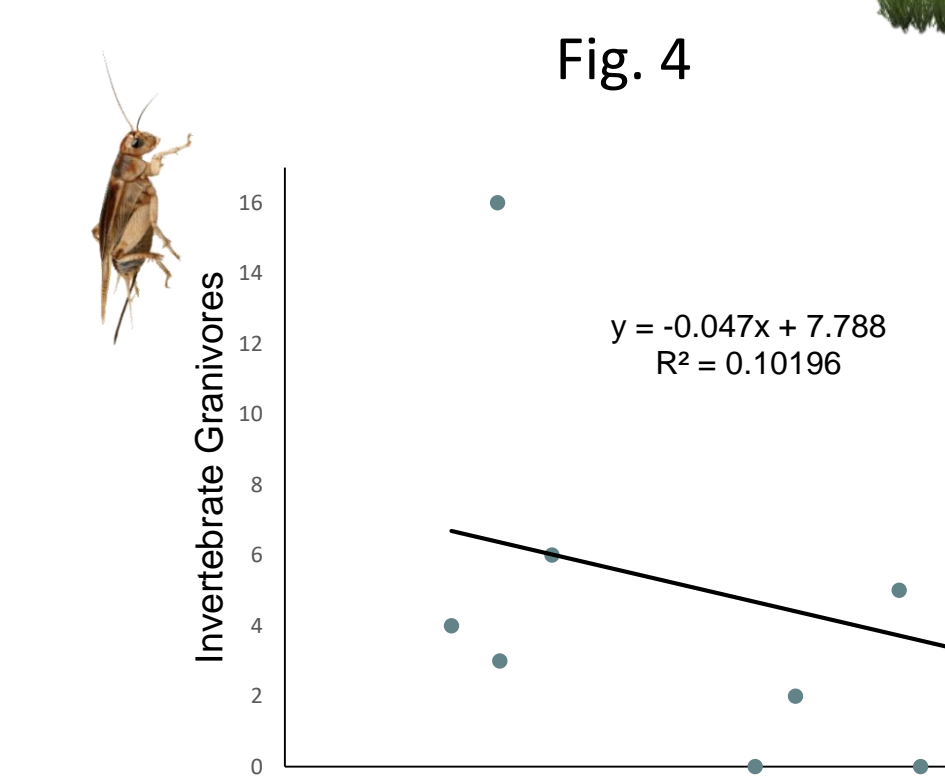 Fig. 4
16
14
12
10
8
6
4
2
0
Invertebrate Granivores
y = -0.047x + 7.788
R² = 0.10196